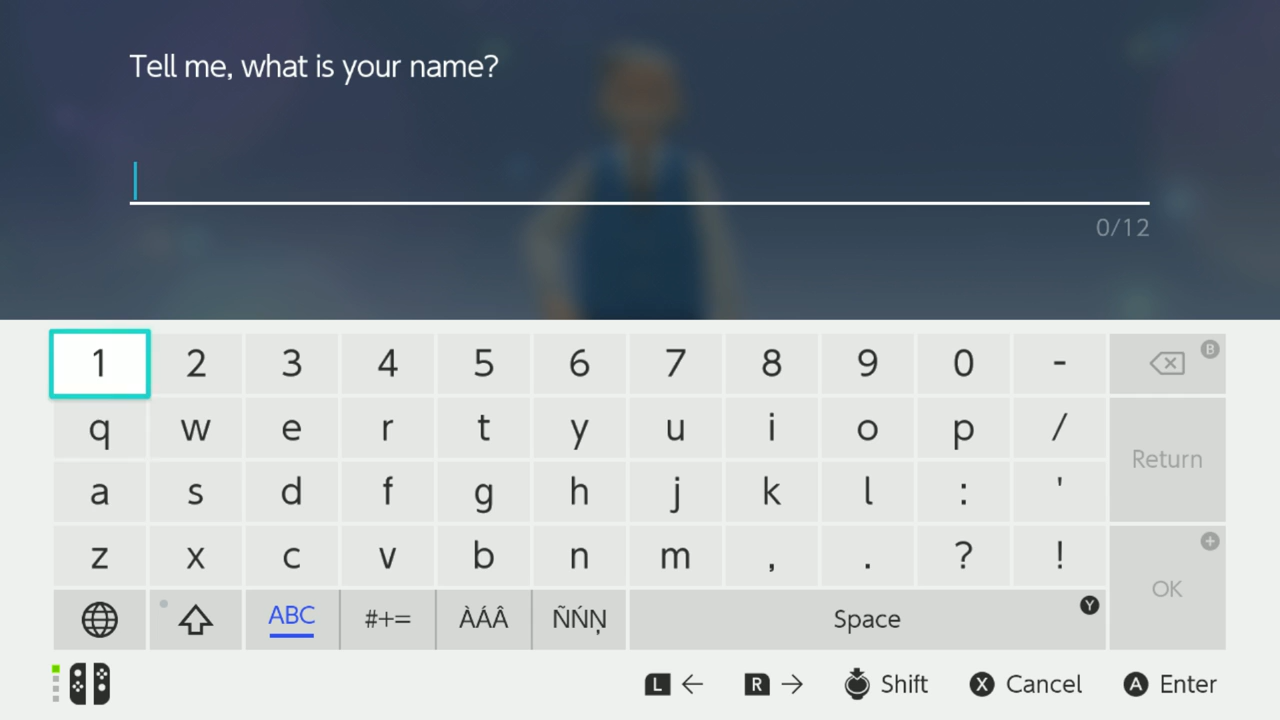 Tell me, what is your name?
0/12
1 2 3 4 5 6 7 8 9 0 - B
q w e r t y u i o p /
Return
a s d f g h j k l : '
z x c v b n m , . ? ! +
OK
ABC #+= ÀÁÂ ÑŃŅ Space Y
L ← R → Shift X Cancel A Enter